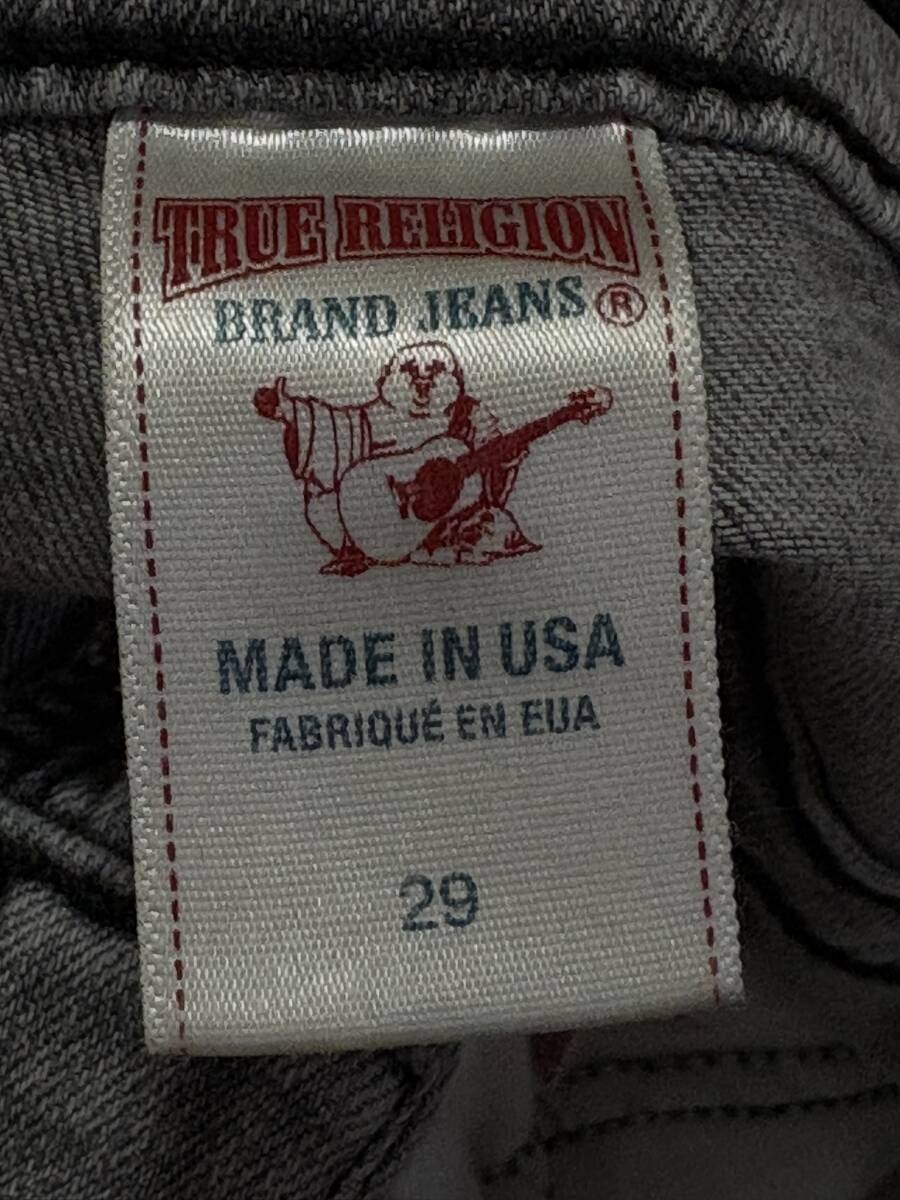 TRUE RELIGION
BRAND JEANS®
MADE IN USA
FABRIQUÉ EN EUA
29